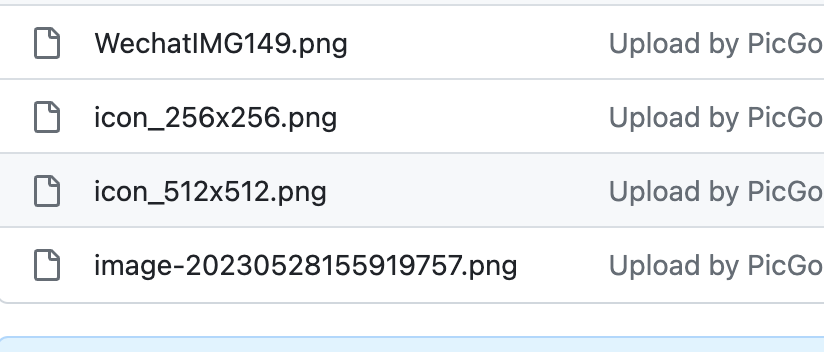 WechatIMG149.png Upload by PicGo
icon_256x256.png Upload by PicGo
icon_512x512.png Upload by PicGo
image-20230528155919757.png Upload by PicGo